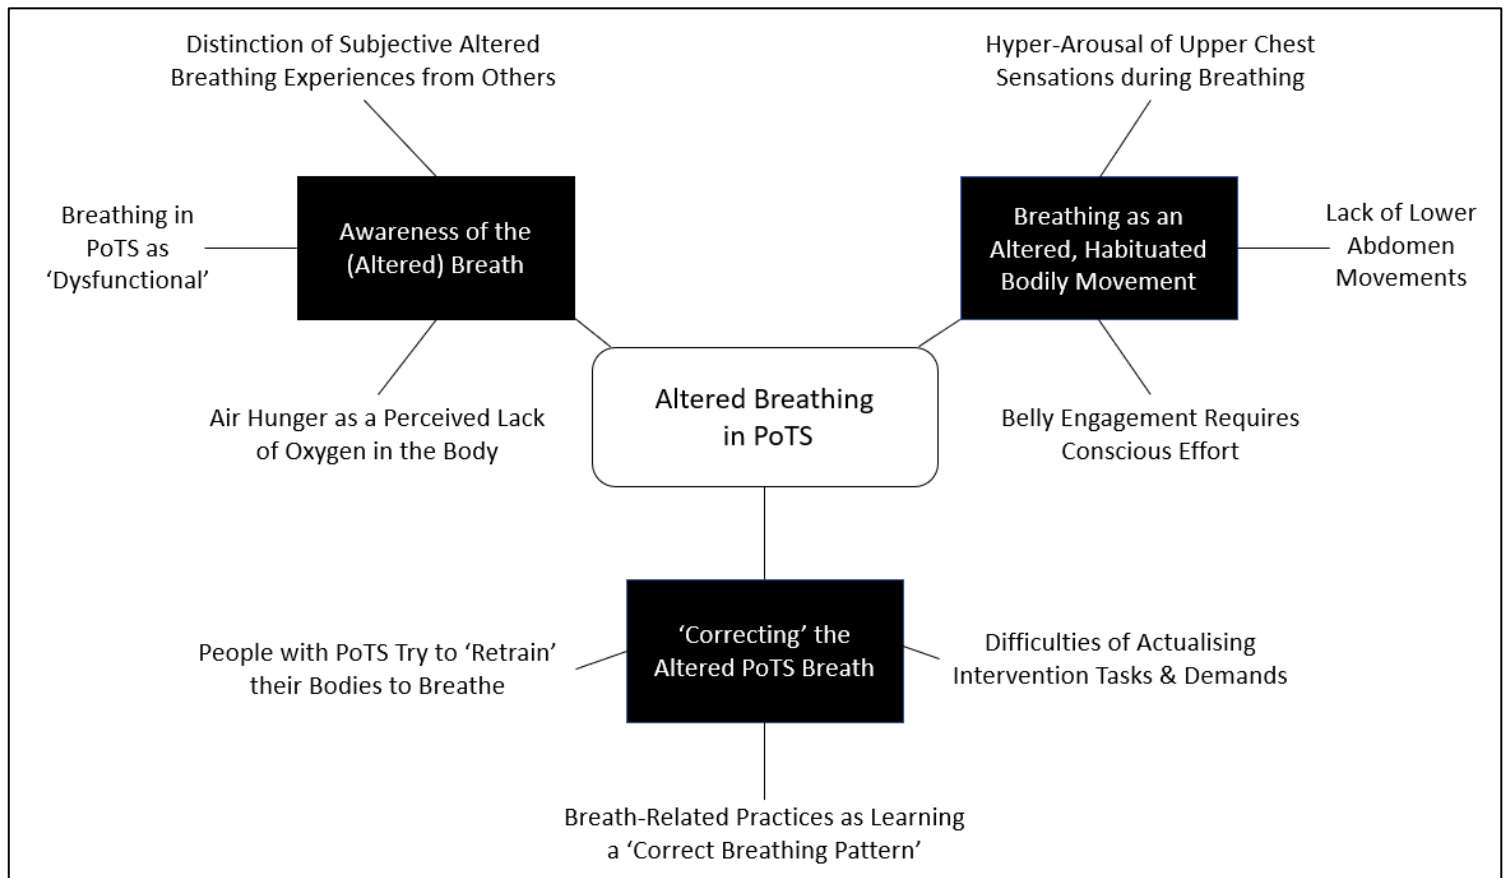 Distinction of Subjective Altered
Breathing Experiences from Others
Hyper-Arousal of Upper Chest
Sensations during Breathing
Breathing in
PoTS as
‘Dysfunctional’
Awareness of the
(Altered) Breath
Breathing as an
Altered, Habituated
Bodily Movement
Lack of Lower
Abdomen
Movements
Air Hunger as a Perceived Lack
of Oxygen in the Body
Altered Breathing
in PoTS
Belly Engagement Requires
Conscious Effort
People with PoTS Try to ‘Retrain’
their Bodies to Breathe
‘Correcting’ the
Altered PoTS Breath
Difficulties of Actualising
Intervention Tasks & Demands
Breath-Related Practices as Learning
a ‘Correct Breathing Pattern’